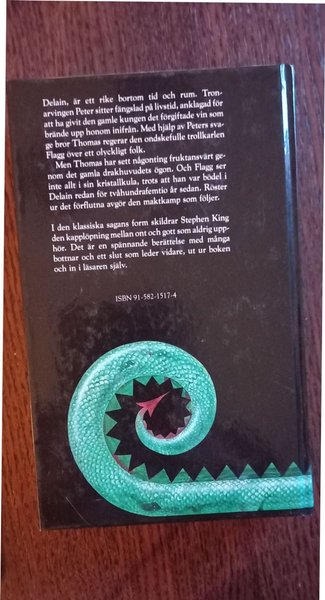 Delain, är ett rike bortom tid och rum. Tron-
arvingen Peter sitter fängslad på livstid, anklagad för
att ha givit den gamle kungen det förgiftade vin som
brände upp honom inifrån. Med hjälp av Peters sva-
ge bror Thomas regerar den ondskefulle trollkarlen
Flagg över ett olyckligt folk.
Men Thomas har sett någonting fruktansvärt ge-
nom det gamla drakhuvudets ögon. Och Flagg ser
inte allt i sin kristallkula, trots att han var bödel i
Delain redan för tvåhundrafemtio år sedan. Röster
ur det förflutna avgör den maktkamp som följer.
I den klassiska sagans form skildrar Stephen King
den kapplöpning mellan ont och gott som aldrig upp-
hör. Det är en spännande berättelse med många
bottnar och ett slut som leder vidare, ut ur boken
och in i läsaren själv.
ISBN 91-582-1517-4